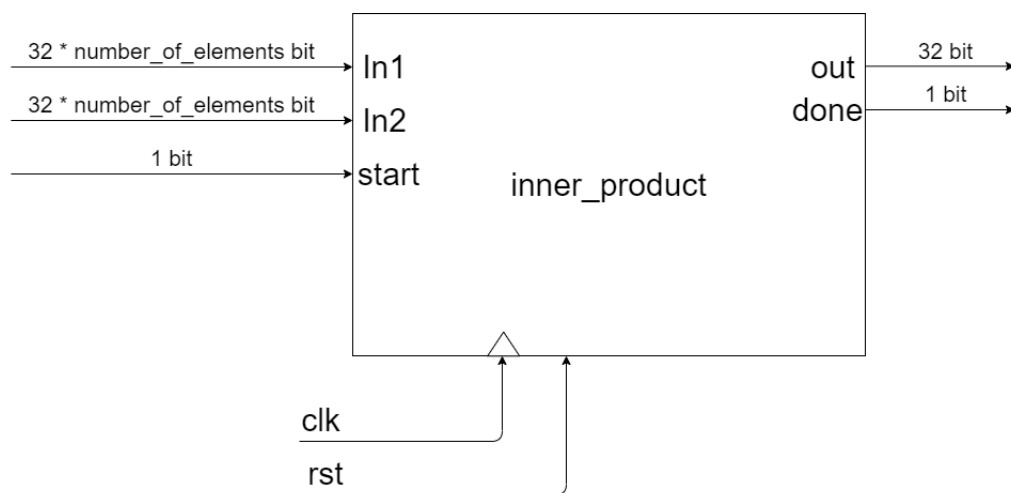 32 * number_of_elements bit
In1
32 * number_of_elements bit
In2
1 bit
start
inner_product
out
32 bit
done
1 bit
clk
rst